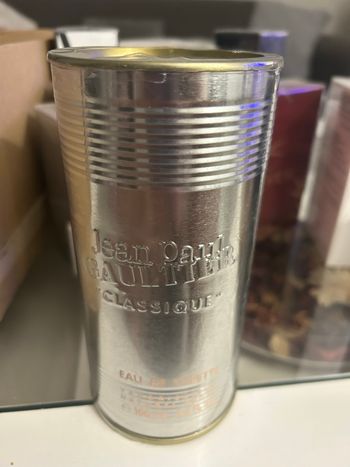 Jean Paul
GAULTIER
"CLASSIQUE"
EAU DE TOILETTE